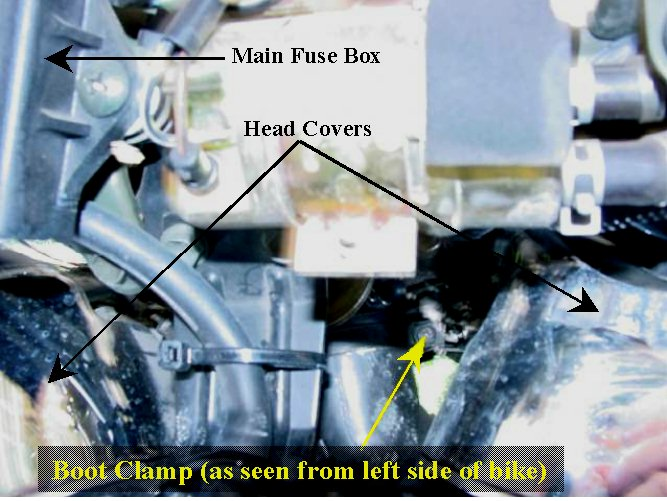 Main Fuse Box
Head Covers
Boot Clamp (as seen from left side of bike)